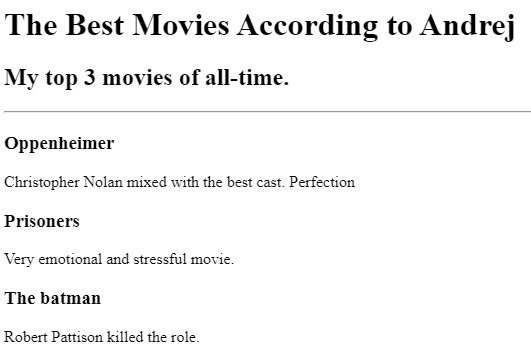 The Best Movies According to Andrej
My top 3 movies of all-time.
Oppenheimer
Christopher Nolan mixed with the best cast. Perfection
Prisoners
Very emotional and stressful movie.
The batman
Robert Pattison killed the role.